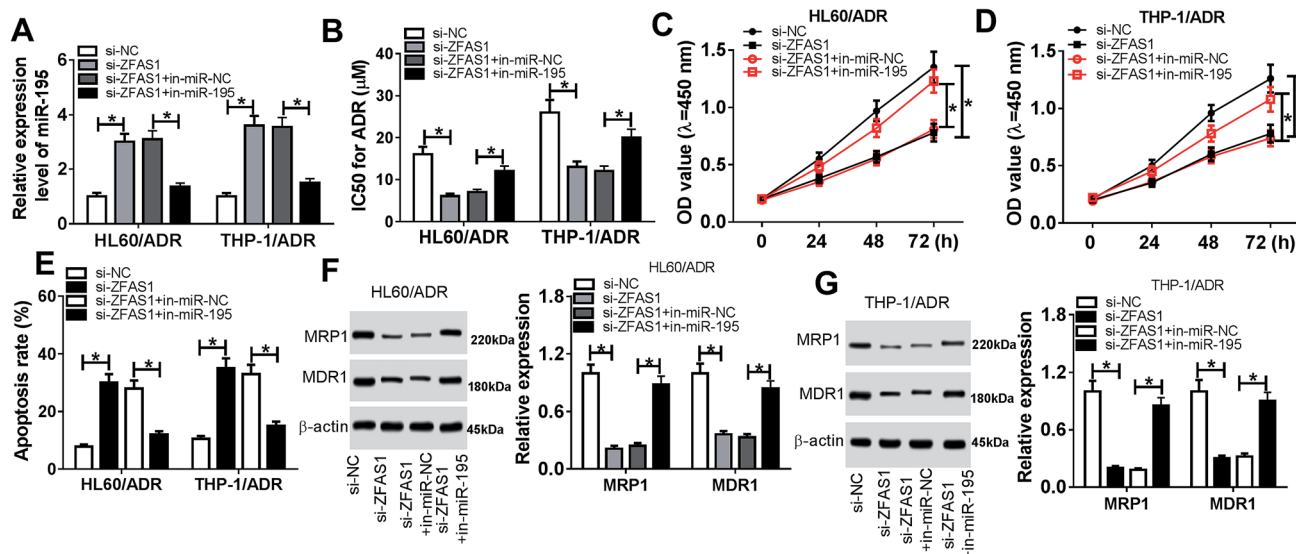 A
si-NC
si-ZFAS1
si-ZFAS1+in-miR-NC
si-ZFAS1+in-miR-195
Relative expression
level of miR-195
6
4
2
0
* * * *
HL60/ADR THP-1/ADR
B
si-NC
si-ZFAS1
si-ZFAS1+in-miR-NC
si-ZFAS1+in-miR-195
IC50 for ADR (μM)
40
30
20
10
0
* * * *
HL60/ADR THP-1/ADR
C
HL60/ADR
si-NC
si-ZFAS1
si-ZFAS1+in-miR-NC
si-ZFAS1+in-miR-195
OD value (λ=450 nm)
1.5
1.0
0.5
0.0
* *
0 24 48 72 (h)
D
THP-1/ADR
si-NC
si-ZFAS1
si-ZFAS1+in-miR-NC
si-ZFAS1+in-miR-195
OD value (λ=450 nm)
1.5
1.0
0.5
0.0
*
0 24 48 72 (h)
E
si-NC
si-ZFAS1
si-ZFAS1+in-miR-NC
si-ZFAS1+in-miR-195
Apoptosis rate (%)
60
40
20
0
* * * *
HL60/ADR THP-1/ADR
F
HL60/ADR
MRP1 220kDa
MDR1 180kDa
β-actin 45kDa
si-NC
si-ZFAS1
si-ZFAS1
+in-miR-NC
si-ZFAS1
+in-miR-195
HL60/ADR
si-NC
si-ZFAS1
si-ZFAS1+in-miR-NC
si-ZFAS1+in-miR-195
Relative expression
1.8
1.2
0.6
0.0
* * * *
MRP1 MDR1
G
THP-1/ADR
MRP1 220kDa
MDR1 180kDa
β-actin 45kDa
si-NC
si-ZFAS1
si-ZFAS1
+in-miR-NC
si-ZFAS1
+in-miR-195
THP-1/ADR
si-NC
si-ZFAS1
si-ZFAS1+in-miR-NC
si-ZFAS1+in-miR-195
Relative expression
1.8
1.2
0.6
0.0
* * * *
MRP1 MDR1